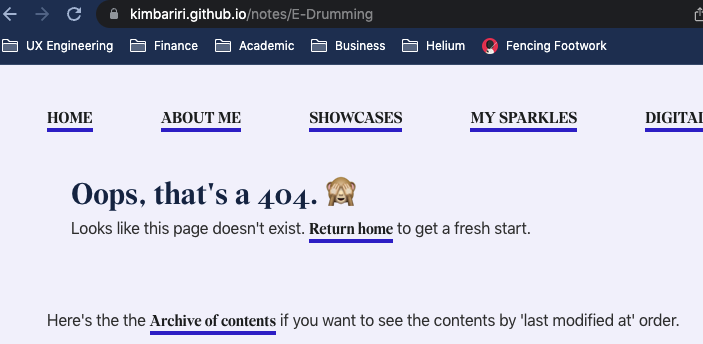 kimbariri.github.io/notes/E-Drumming
UX Engineering Finance Academic Business Helium Fencing Footwork
HOME ABOUT ME SHOWCASES MY SPARKLES DIGITAL
Oops, that's a 404. 🙈
Looks like this page doesn't exist. Return home to get a fresh start.
Here's the the Archive of contents if you want to see the contents by 'last modified at' order.